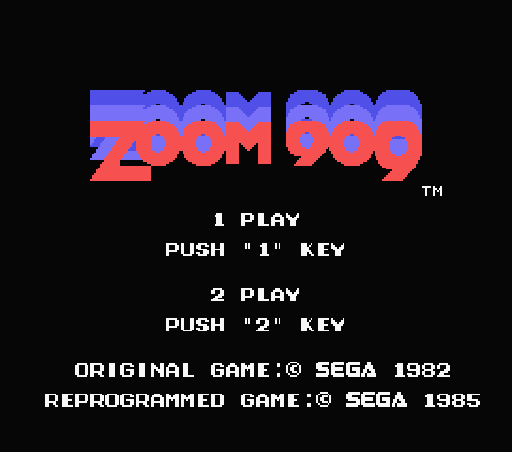 ZOOM 909
TM
1 PLAY
PUSH "1" KEY
2 PLAY
PUSH "2" KEY
ORIGINAL GAME:© SEGA 1982
REPROGRAMMED GAME:© SEGA 1985